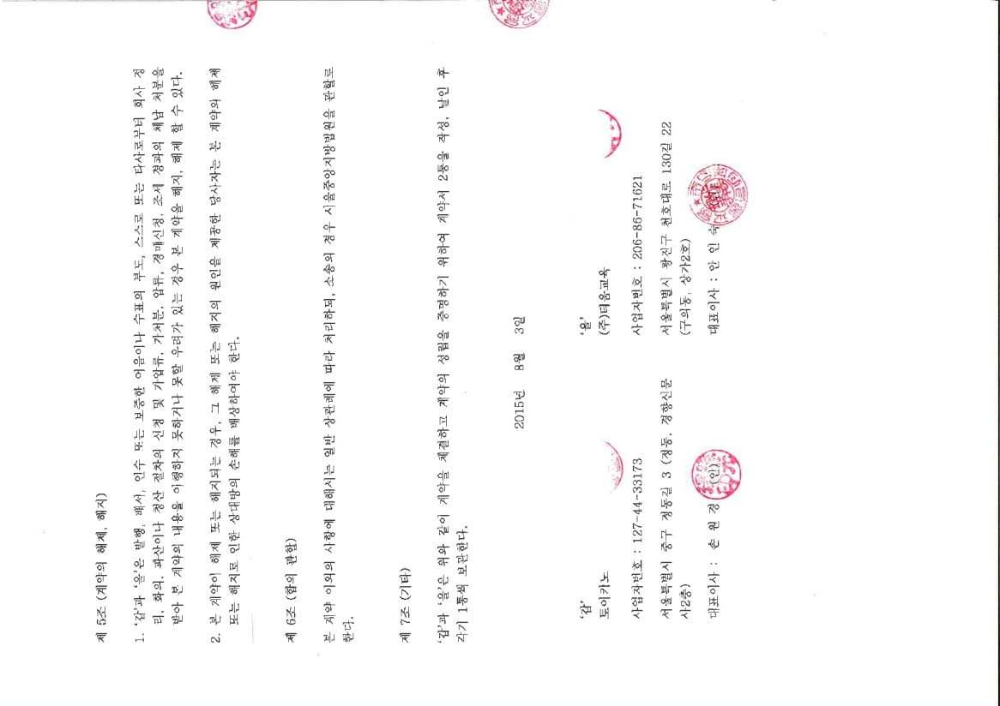 제 5조 (계약의 해제, 해지)
1. '갑'과 '을'은 발행, 배서, 인수 또는 보증한 어음이나 수표의 부도, 스스로 또는 타사로부터 회사 정
리, 화의, 파산이나 청산 절차의 신청 및 가압류, 가처분, 압류, 경매신청, 조세 경과의 체납 처분을
받아 본 계약의 내용을 이행하지 못하거나 못할 우려가 있는 경우 본 계약을 해지, 해제 할 수 있다.
2. 본 계약이 해제 또는 해지되는 경우, 그 해제 또는 해지의 원인을 제공한 당사자는 본 계약의 해제
또는 해지로 인한 상대방의 손해를 배상하여야 한다.
제 6조 (합의 관할)
본 계약 이외의 사항에 대해서는 일반 상관례에 따라 처리하되, 소송의 경우 서울중앙지방법원을 관할로
한다.
제 7조 (기타)
'갑'과 '을'은 위와 같이 계약을 체결하고 계약의 성립을 증명하기 위하여 계약서 2통을 작성, 날인 후
각기 1통씩 보관한다.
2015년 8월 3일
'갑'
토이키노
사업자번호 : 127-44-33173
서울특별시 중구 정동길 3 (정동, 경향신문
사2층)
대표이사 : 손 원 경 (인)
'을'
(주)티움교육
사업자번호 : 206-86-71621
서울특별시 광진구 천호대로 130길 22
(구의동, 상가2호)
대표이사 : 안 인 숙